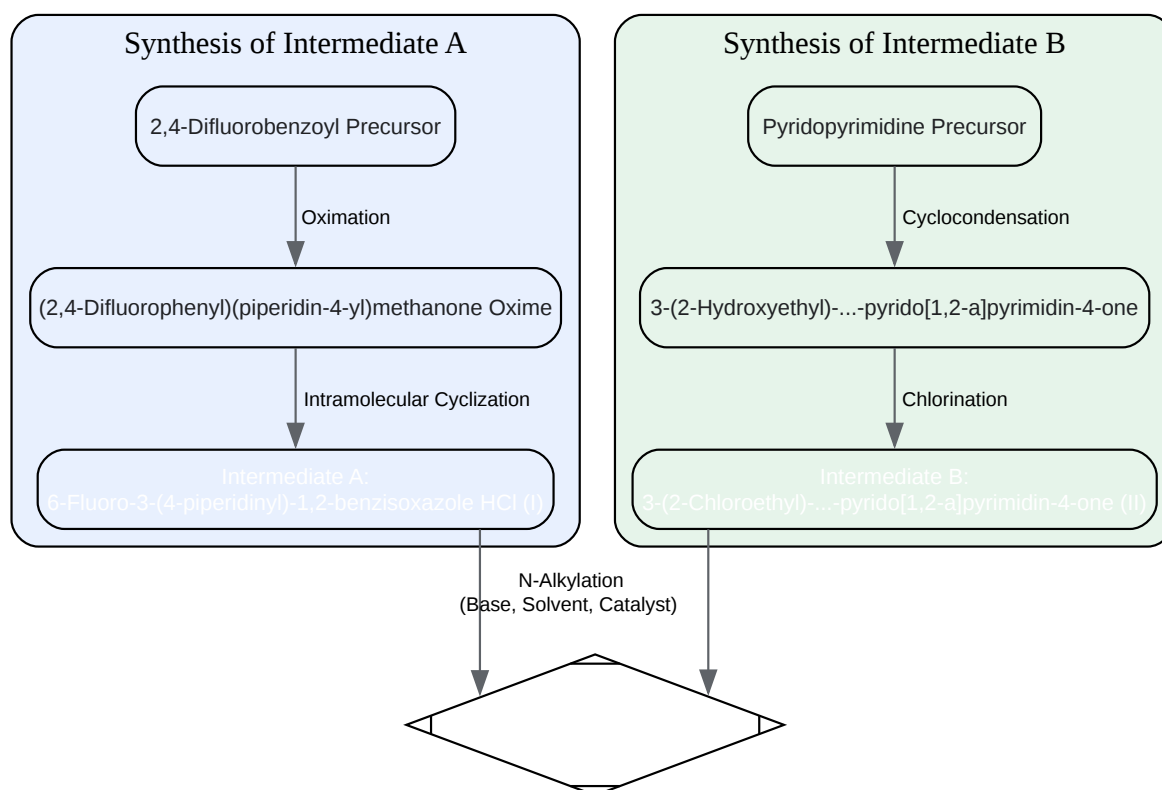 Synthesis of Intermediate A
2,4-Difluorobenzoyl Precursor
Oximation
(2,4-Difluorophenyl)(piperidin-4-yl)methanone Oxime
Intramolecular Cyclization
Intermediate A:
6-Fluoro-3-(4-piperidinyl)-1,2-benzisoxazole HCl (I)
Synthesis of Intermediate B
Pyridopyrimidine Precursor
Cyclocondensation
3-(2-Hydroxyethyl)-...-pyrido[1,2-a]pyrimidin-4-one
Chlorination
Intermediate B:
3-(2-Chloroethyl)-...-pyrido[1,2-a]pyrimidin-4-one (II)
N-Alkylation
(Base, Solvent, Catalyst)